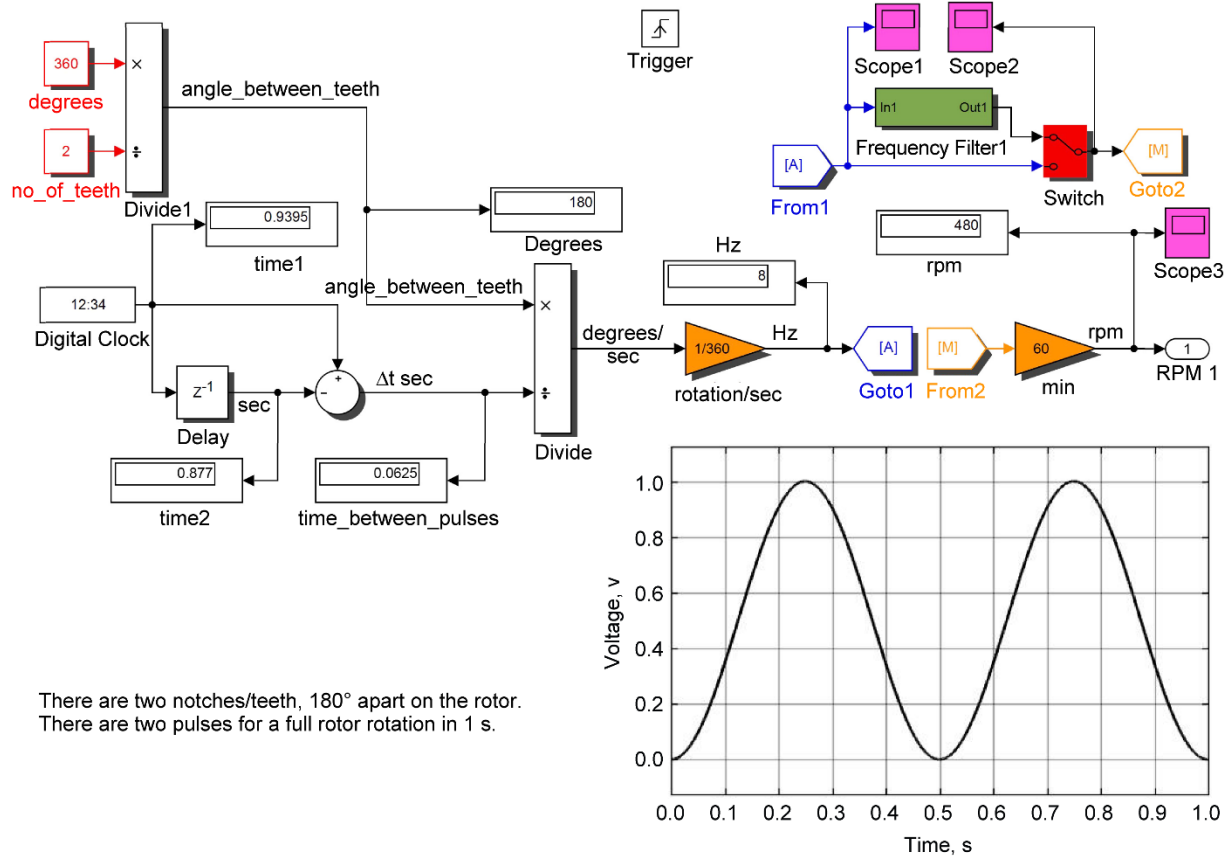 360
degrees
2
no_of_teeth
×
÷
Divide1
angle_between_teeth
0.9395
time1
12:34
Digital Clock
180
Degrees
angle_between_teeth
z-1
Delay
sec
+
−
Δt sec
×
÷
Divide
0.877
time2
0.0625
time_between_pulses
degrees/
sec
1/360
rotation/sec
Hz
8
Hz
[A]
Goto1
[M]
From2
60
min
rpm
480
rpm
Scope3
1
RPM 1
Trigger
Scope1
Scope2
In1
Out1
Frequency Filter1
[A]
From1
Switch
[M]
Goto2
Voltage, v
1.0
0.8
0.6
0.4
0.2
0.0
0.0 0.1 0.2 0.3 0.4 0.5 0.6 0.7 0.8 0.9 1.0
Time, s
There are two notches/teeth, 180° apart on the rotor.
There are two pulses for a full rotor rotation in 1 s.